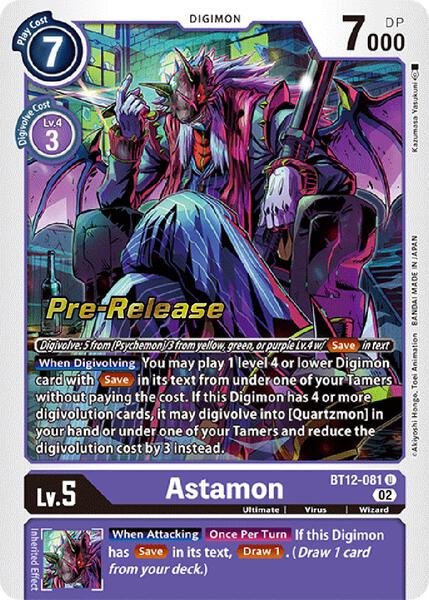 DIGIMON
Play Cost
7
7000 DP
Digivolve Cost
Lv.4
3
Kazumasa Yasukuni
©Akiyoshi Hongo, Toei Animation BANDAI MADE IN JAPAN
Pre-Release
Digivolve: 5 from [Psychemon]/3 from yellow, green, or purple Lv.4 w/ Save in text
When Digivolving You may play 1 level 4 or lower Digimon
card with Save in its text from under one of your Tamers
without paying the cost. If this Digimon has 4 or more
digivolution cards, it may digivolve into [Quartzmon] in
your hand or under one of your Tamers and reduce the
digivolution cost by 3 instead.
Lv.5
Astamon
BT12-081 U
02
Ultimate Virus Wizard
Inherited Effect
When Attacking Once Per Turn If this Digimon
has Save in its text, Draw 1. (Draw 1 card
from your deck.)